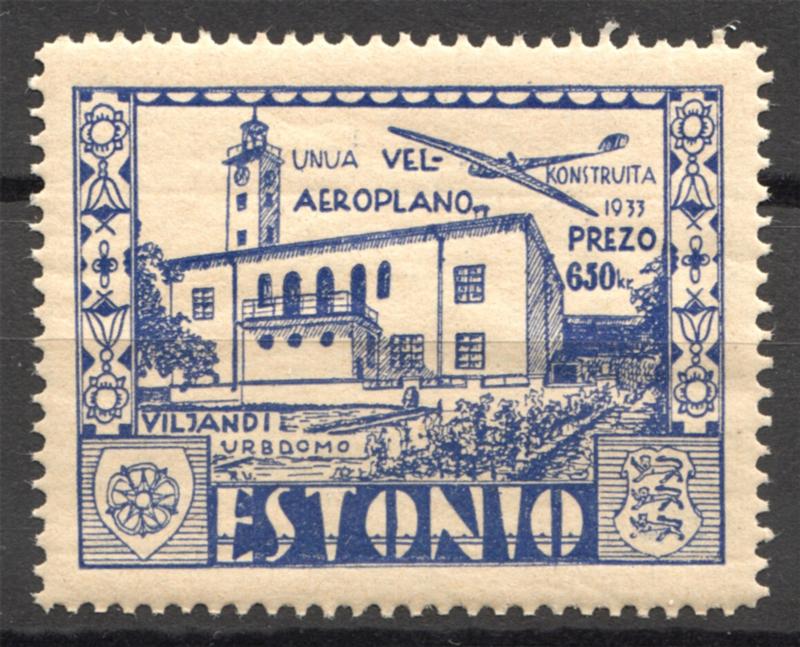 UNUA VEL-
AEROPLANO
KONSTRUITA
1933
PREZO
650 kr.
VILJANDI
URBDOMO
R.V.
ESTONIO